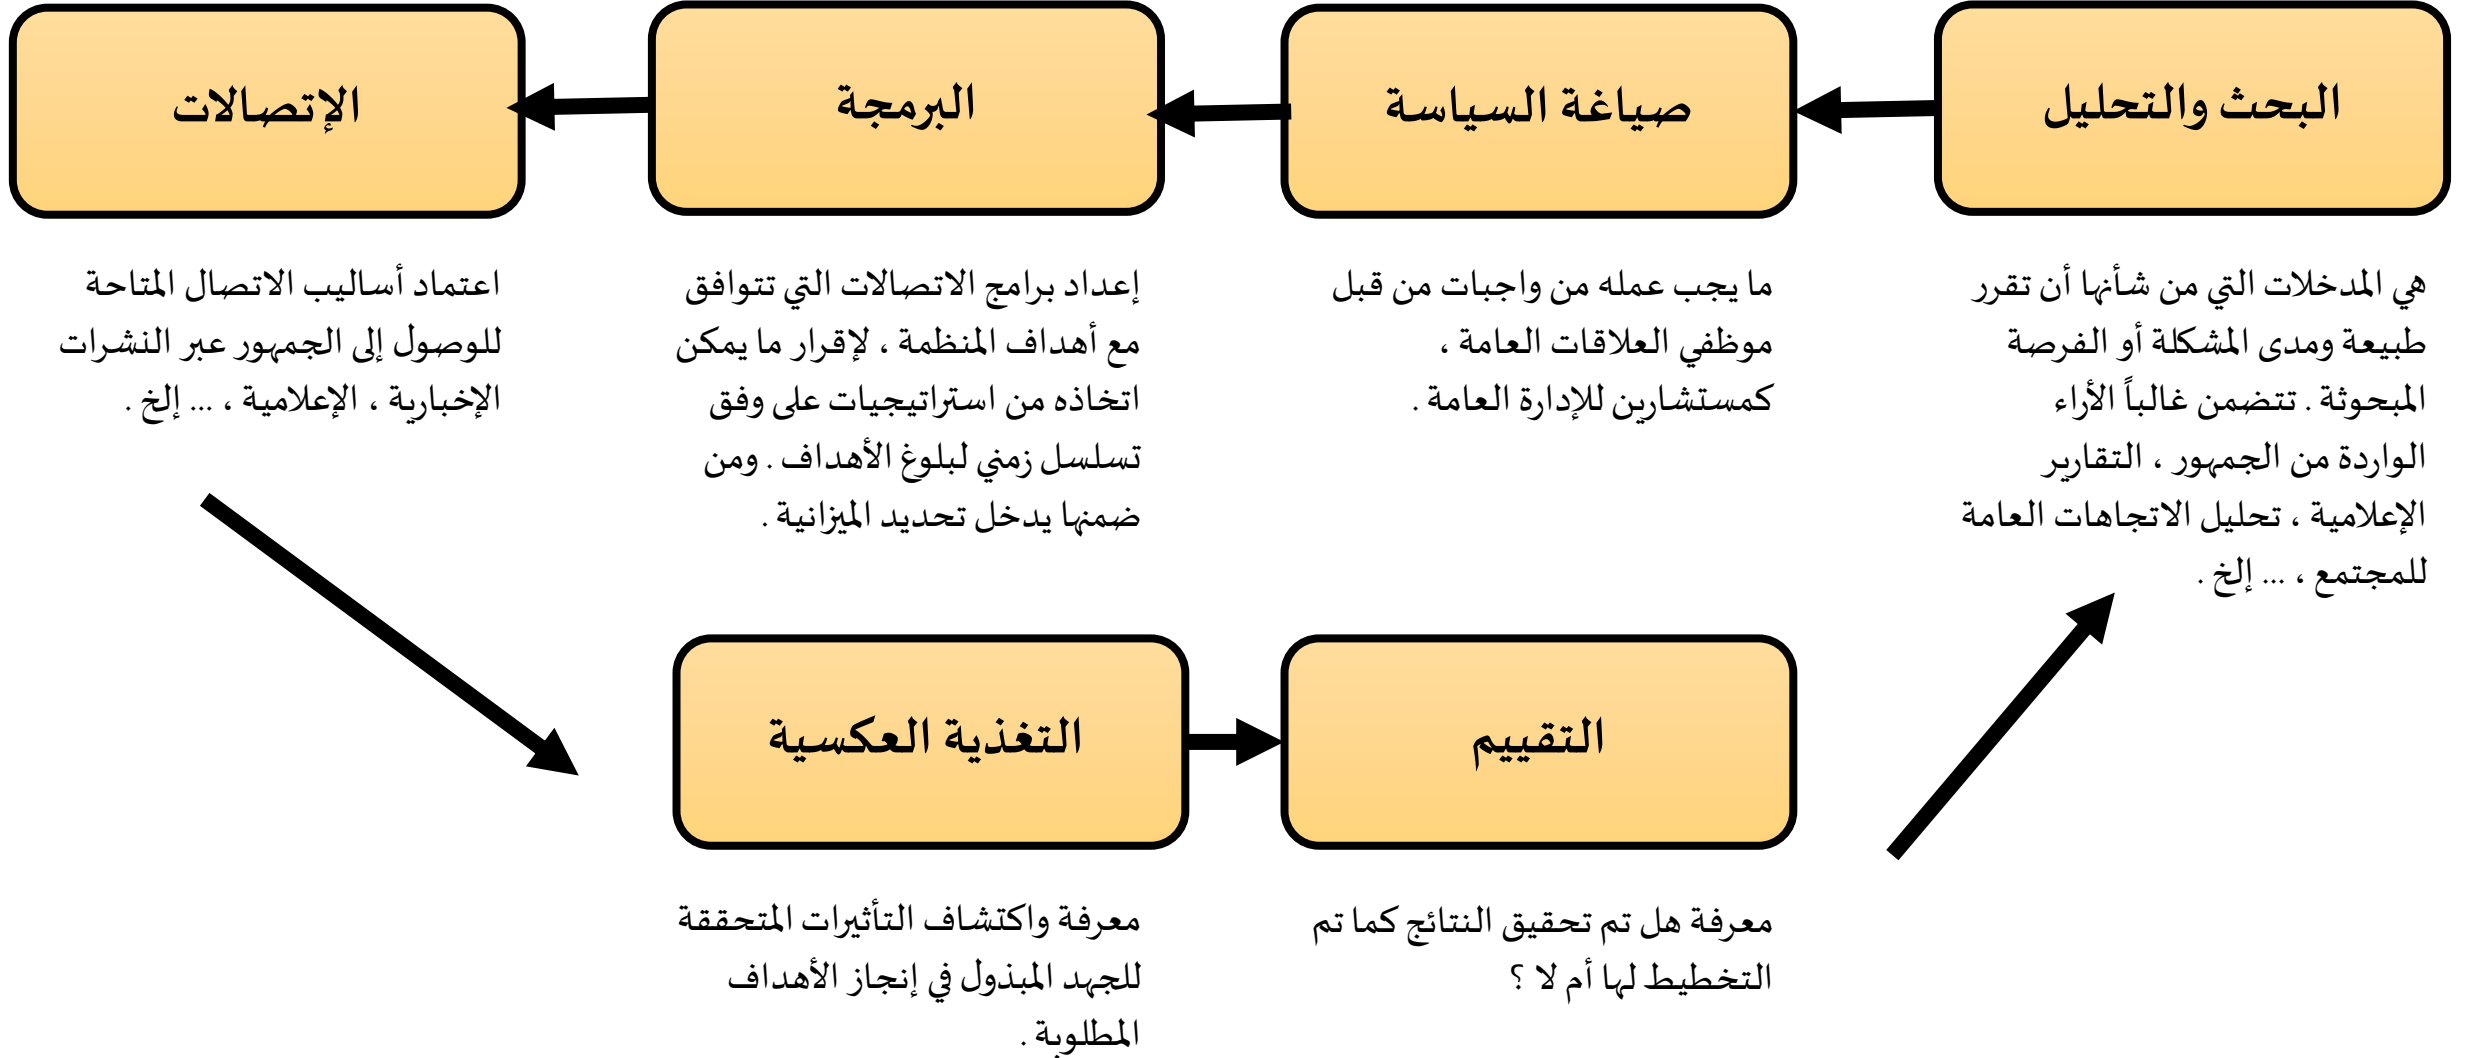 البحث والتحليل
صياغة السياسة
البرمجة
الإتصالات
هي المدخلات التي من شأنها أن تقرر
طبيعة ومدى المشكلة أو الفرصة
المبحوثة . تتضمن غالباً الأراء
الواردة من الجمهور ، التقارير
الإعلامية ، تحليل الاتجاهات العامة
للمجتمع ، ... إلخ .
ما يجب عمله من واجبات من قبل
موظفي العلاقات العامة ،
كمستشارين للإدارة العامة .
إعداد برامج الاتصالات التي تتوافق
مع أهداف المنظمة ، لإقرار ما يمكن
اتخاذه من استراتيجيات على وفق
تسلسل زمني لبلوغ الأهداف . ومن
ضمنها يدخل تحديد الميزانية .
اعتماد أساليب الاتصال المتاحة
للوصول إلى الجمهور عبر النشرات
الإخبارية ، الإعلامية ، ... إلخ .
التغذية العكسية
التقييم
معرفة واكتشاف التأثيرات المتحققة
للجهد المبذول في إنجاز الأهداف
المطلوبة .
معرفة هل تم تحقيق النتائج كما تم
التخطيط لها أم لا ؟